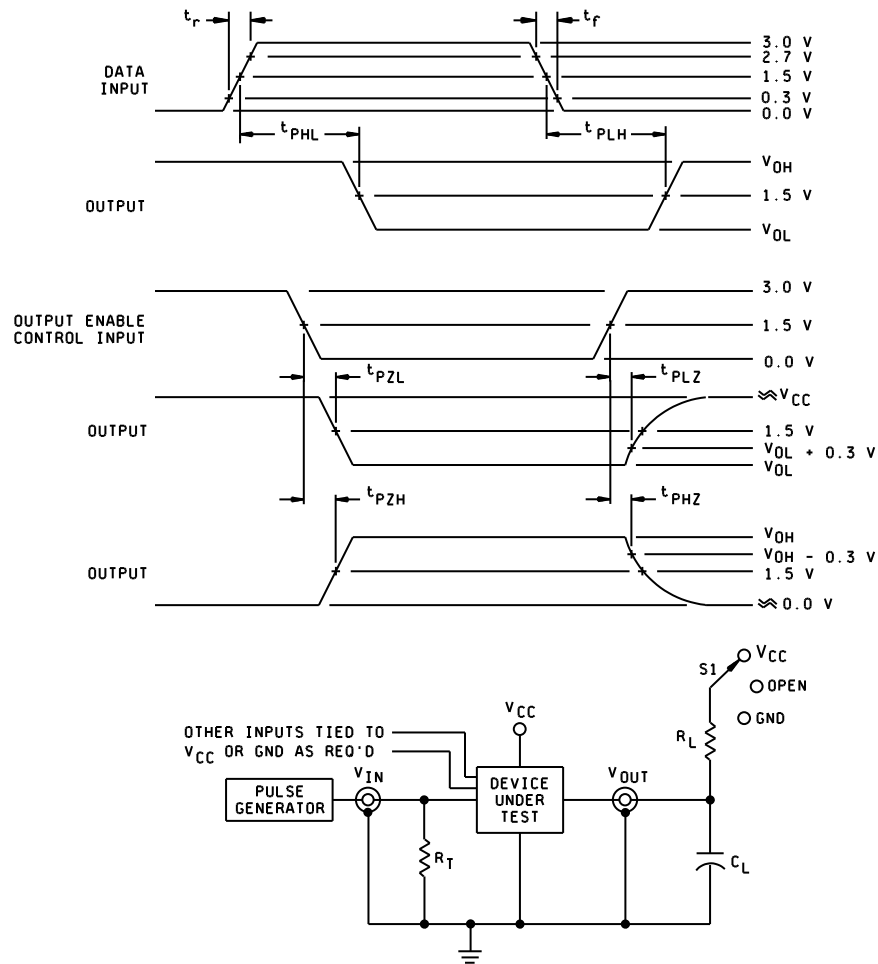 tr
tf
DATA
INPUT
3.0 V
2.7 V
1.5 V
0.3 V
0.0 V
tPHL
tPLH
OUTPUT
VOH
1.5 V
VOL
OUTPUT ENABLE
CONTROL INPUT
3.0 V
1.5 V
0.0 V
tPZL
tPLZ
OUTPUT
≈VCC
1.5 V
VOL + 0.3 V
VOL
tPZH
tPHZ
OUTPUT
VOH
VOH - 0.3 V
1.5 V
≈0.0 V
S1
VCC
OPEN
GND
RL
VCC
OTHER INPUTS TIED TO
VCC OR GND AS REQ'D
VIN
PULSE
GENERATOR
DEVICE
UNDER
TEST
VOUT
RT
CL